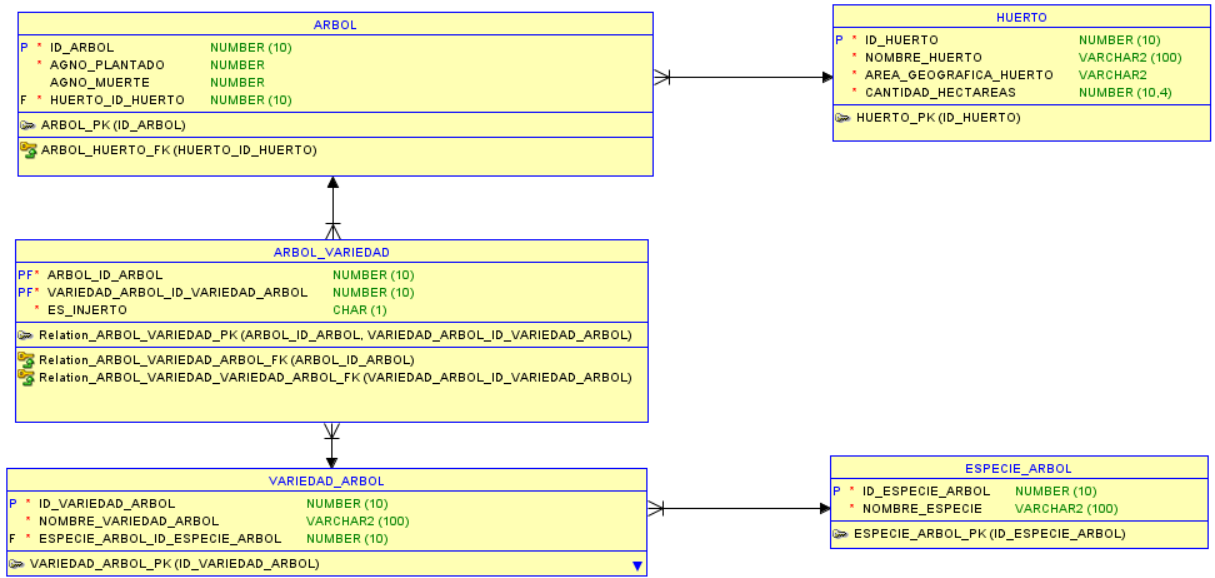 ARBOL
P * ID_ARBOL NUMBER (10)
* AGNO_PLANTADO NUMBER
AGNO_MUERTE NUMBER
F * HUERTO_ID_HUERTO NUMBER (10)
ARBOL_PK (ID_ARBOL)
ARBOL_HUERTO_FK (HUERTO_ID_HUERTO)
HUERTO
P * ID_HUERTO NUMBER (10)
* NOMBRE_HUERTO VARCHAR2 (100)
* AREA_GEOGRAFICA_HUERTO VARCHAR2
* CANTIDAD_HECTAREAS NUMBER (10,4)
HUERTO_PK (ID_HUERTO)
ARBOL_VARIEDAD
PF* ARBOL_ID_ARBOL NUMBER (10)
PF* VARIEDAD_ARBOL_ID_VARIEDAD_ARBOL NUMBER (10)
* ES_INJERTO CHAR (1)
Relation_ARBOL_VARIEDAD_PK (ARBOL_ID_ARBOL, VARIEDAD_ARBOL_ID_VARIEDAD_ARBOL)
Relation_ARBOL_VARIEDAD_ARBOL_FK (ARBOL_ID_ARBOL)
Relation_ARBOL_VARIEDAD_VARIEDAD_ARBOL_FK (VARIEDAD_ARBOL_ID_VARIEDAD_ARBOL)
VARIEDAD_ARBOL
P * ID_VARIEDAD_ARBOL NUMBER (10)
* NOMBRE_VARIEDAD_ARBOL VARCHAR2 (100)
F * ESPECIE_ARBOL_ID_ESPECIE_ARBOL NUMBER (10)
VARIEDAD_ARBOL_PK (ID_VARIEDAD_ARBOL)
ESPECIE_ARBOL
P * ID_ESPECIE_ARBOL NUMBER (10)
* NOMBRE_ESPECIE VARCHAR2 (100)
ESPECIE_ARBOL_PK (ID_ESPECIE_ARBOL)